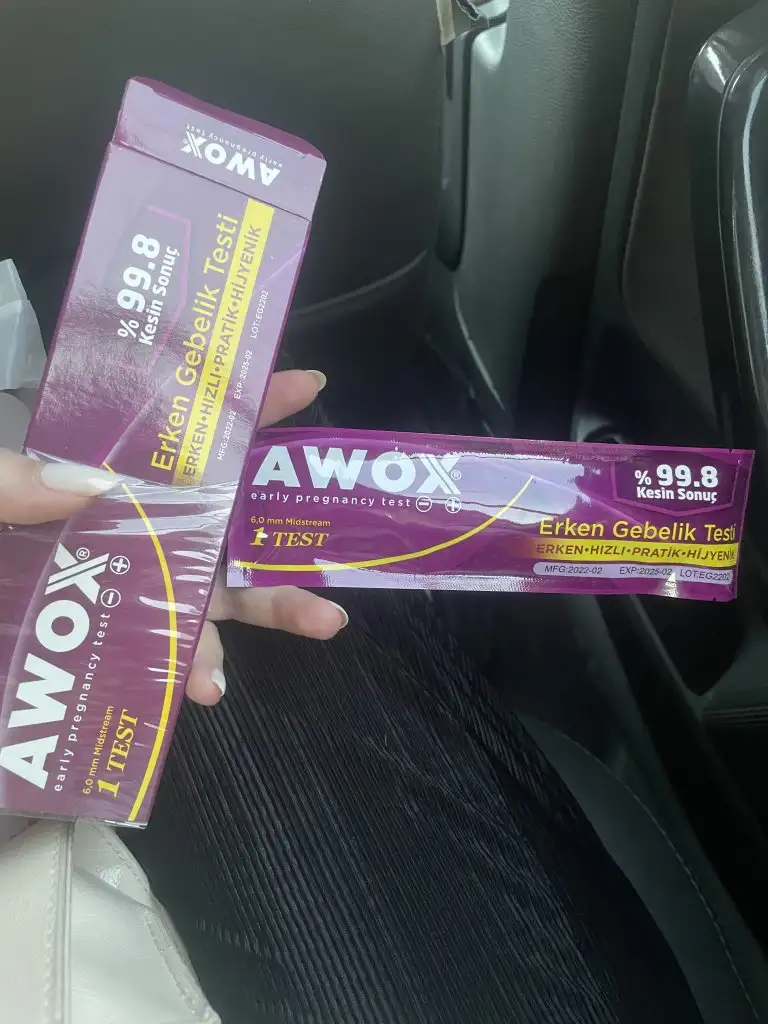 AWOX®
early pregnancy test
% 99.8
Kesin Sonuç
Erken Gebelik Testi
ERKEN•HIZLI•PRATİK•HİJYENİK
MFG:2022-02 EXP:2025-02 LOT:EG2202
AWOX®
early pregnancy test
6,0 mm Midstream
1 TEST
AWOX®
early pregnancy test
6,0 mm Midstream
1 TEST
% 99.8
Kesin Sonuç
Erken Gebelik Testi
ERKEN•HIZLI•PRATİK•HİJYENİK
MFG:2022-02 EXP:2025-02 LOT:EG2202